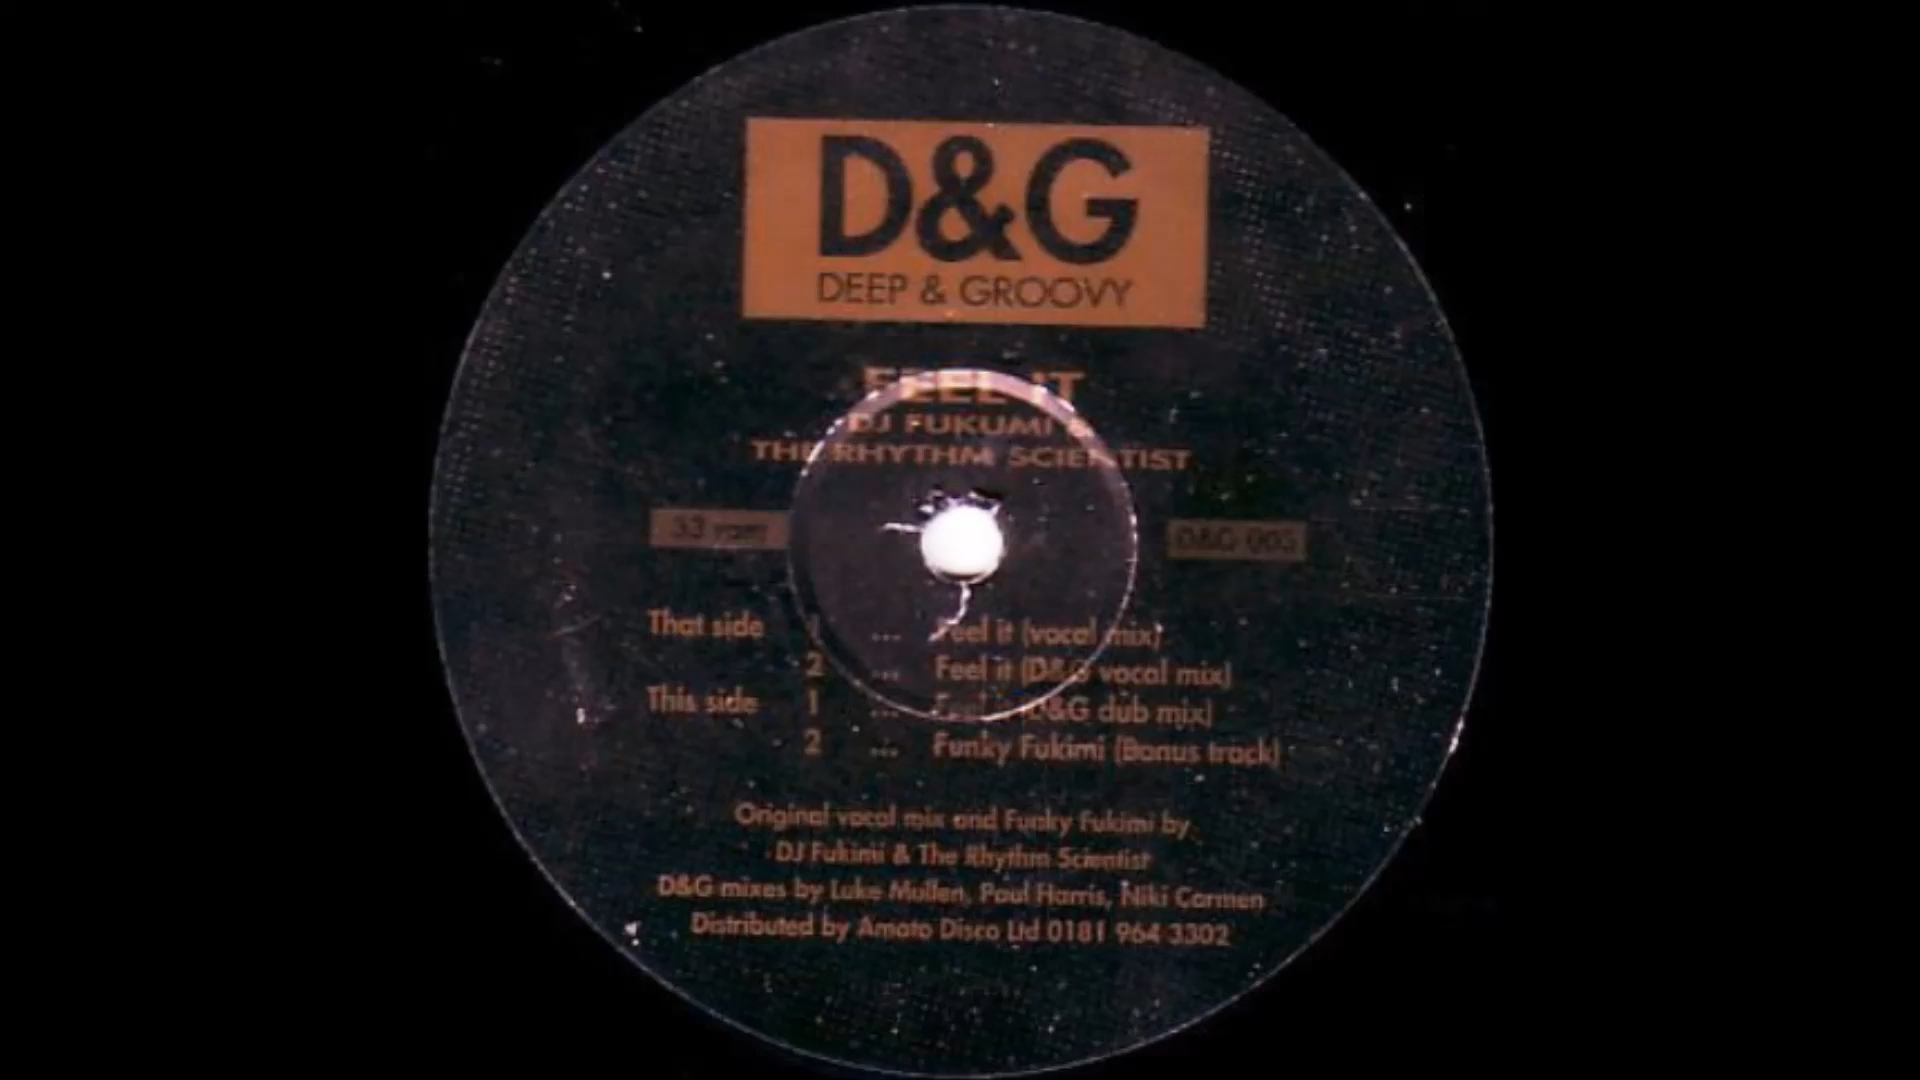 D&G
DEEP & GROOVY
FEEL IT
DJ FUKUMI &
THE RHYTHM SCIENTIST
33 rpm D&G 005
That side 1 ... Feel it (vocal mix)
2 ... Feel it (D&G vocal mix)
This side 1 ... Feel it (D&G dub mix)
2 ... Funky Fukimi (Bonus track)
Original vocal mix and Funky Fukimi by
DJ Fukimi & The Rhythm Scientist
D&G mixes by Luke Mullen, Paul Harris, Niki Carmen
Distributed by Amato Disco Ltd 0181 964 3302